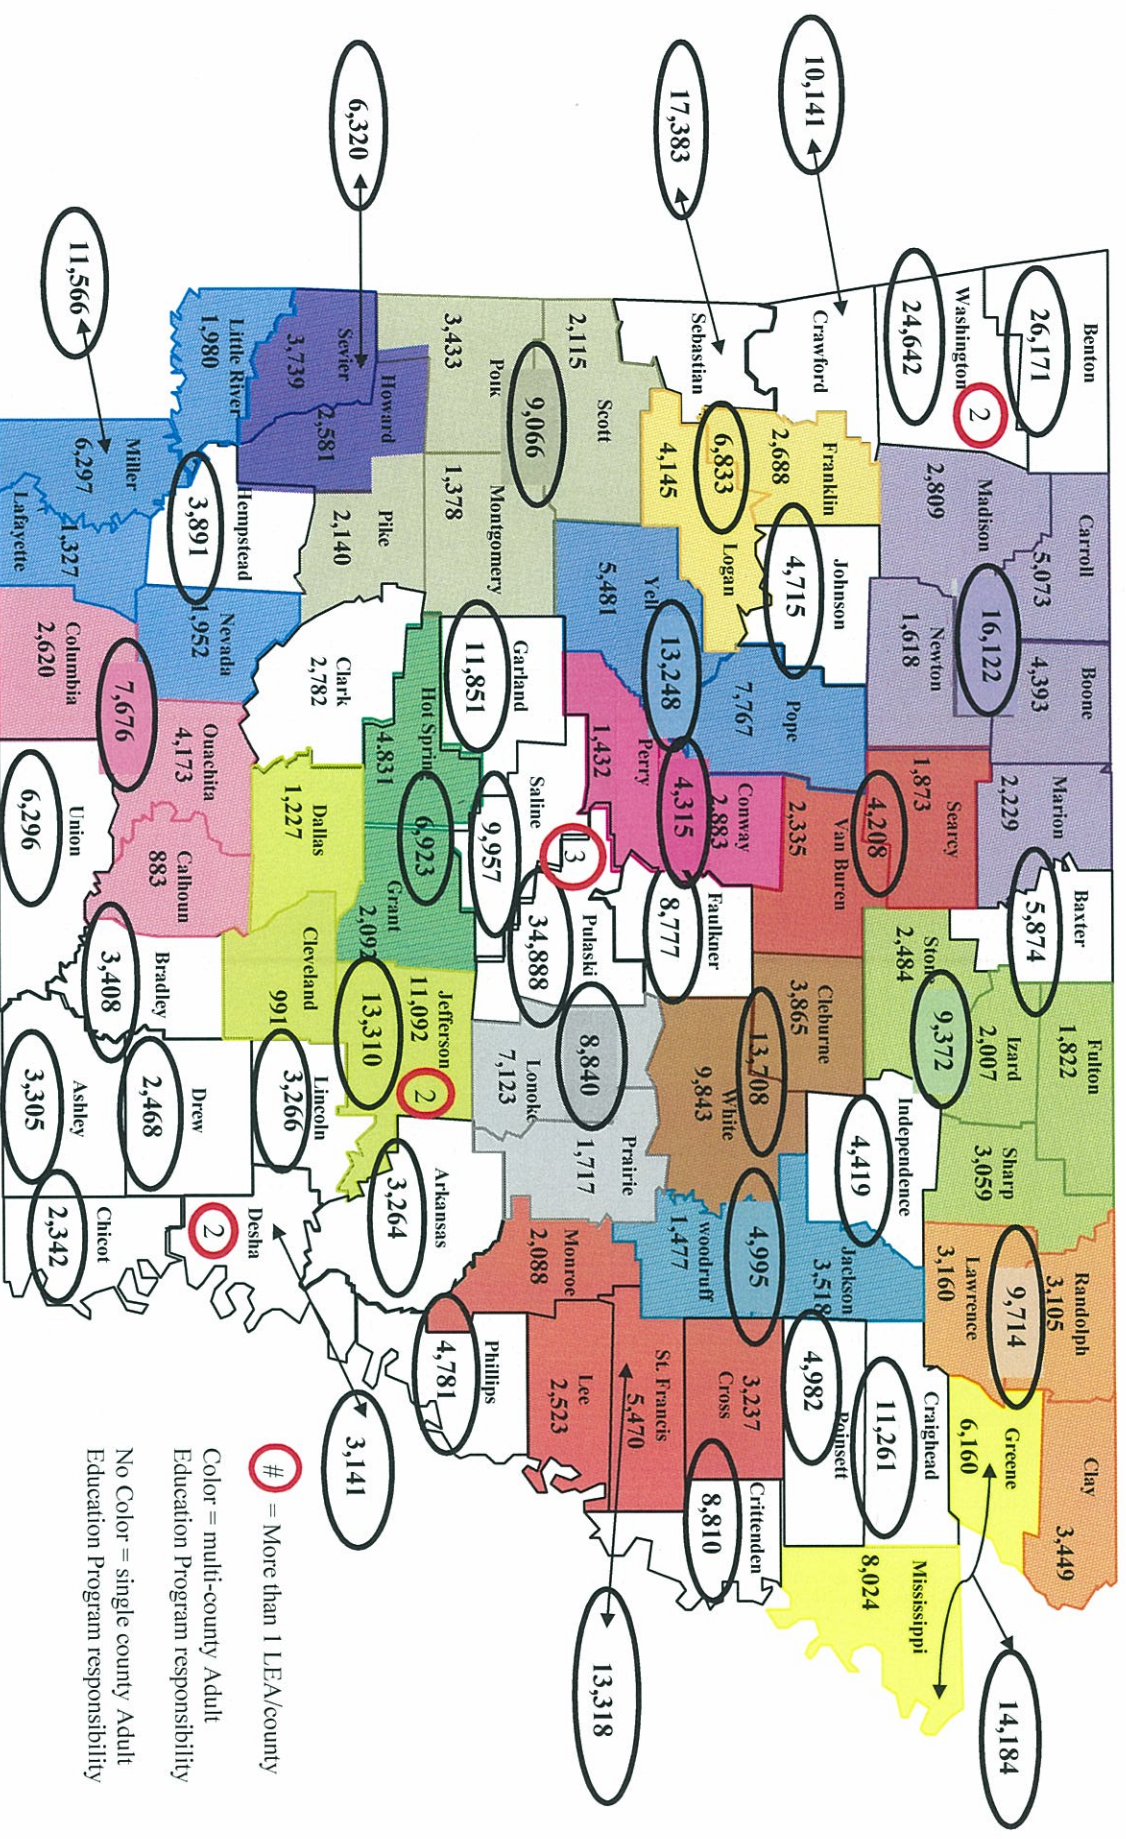 Benton
26,171
Washington
2
24,642
Carroll
5,073
Boone
4,393
Marion
2,229
Baxter
5,874
Fulton
1,822
Randolph
3,105
Clay
3,449
Madison
2,809
16,122
Newton
1,618
Searcy
1,873
4,208
Izard
2,007
Stone
2,484
9,372
Sharp
3,059
Lawrence
3,160
9,714
Greene
6,160
14,184
10,141
Crawford
Franklin
2,688
Johnson
4,715
Pope
7,767
Van Buren
2,335
Cleburne
3,865
Independence
4,419
Jackson
3,518
Craighead
11,261
Mississippi
8,024
17,383
Sebastian
6,833
4,145
Logan
13,248
Yell
5,481
Conway
2,883
4,315
Perry
1,432
Faulkner
8,777
13,708
White
9,843
4,995
woodruff
1,477
4,982
Poinsett
3,237
Cross
8,810
Crittenden
2,115
Scott
9,066
Polk
3,433
Montgomery
1,378
Garland
11,851
Saline
9,957
3
Pulaski
34,888
8,840
Lonoke
7,123
Prairie
1,717
Monroe
2,088
St. Francis
5,470
Lee
2,523
13,318
6,320
Sevier
3,739
Howard
2,581
Pike
2,140
Clark
2,782
Hot Spring
4.831
6,923
Grant
2,092
Jefferson
11,092
2
13,310
Arkansas
3,264
Phillips
4,781
Little River
1,980
Hempstead
3,891
Nevada
1,952
Dallas
1,227
Cleveland
991
Lincoln
3,266
Desha
2
3,141
11,566
Miller
6,297
Lafayette
1,327
Columbia
2,620
7,676
Ouachita
4,173
Calhoun
883
Union
6,296
Bradley
3,408
Drew
2,468
Ashley
3,305
Chicot
2,342
# = More than 1 LEA/county
Color = multi-county Adult
Education Program responsibility
No Color = single county Adult
Education Program responsibility